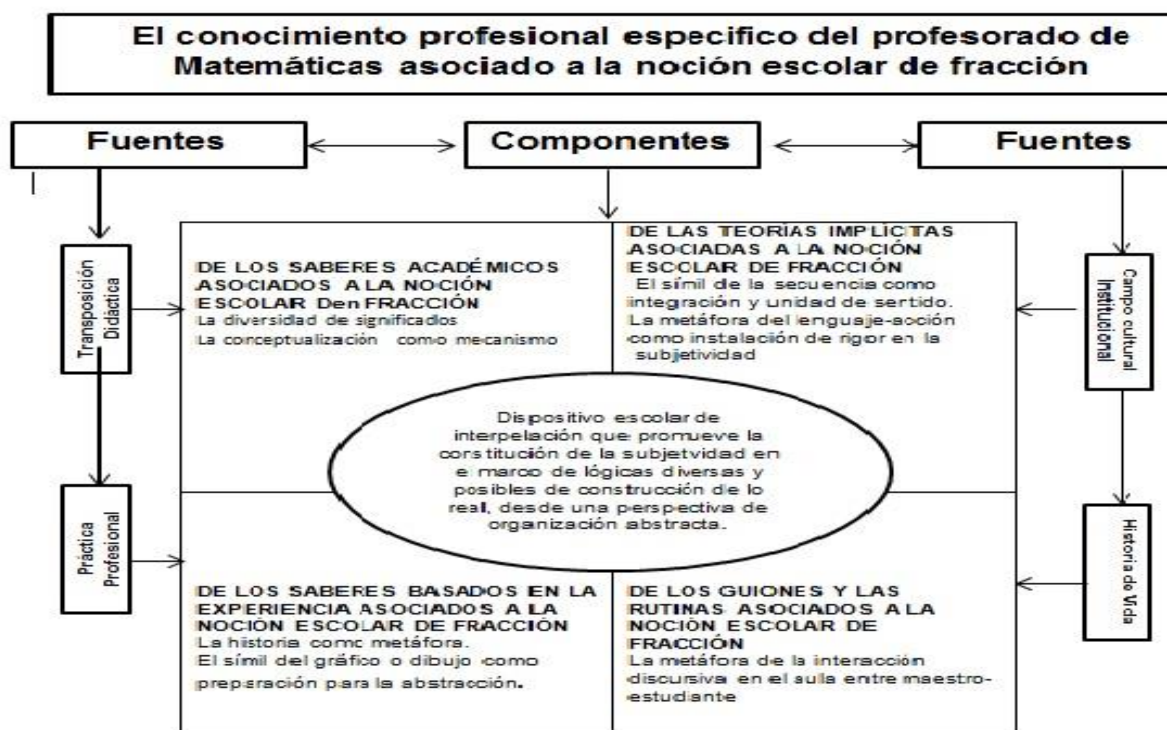 El conocimiento profesional especifico del profesorado de
Matemáticas asociado a la noción escolar de fracción
Fuentes
Componentes
Fuentes
Transposición
Didáctica
Práctica
Profesional
DE LOS SABERES ACADÉMICOS
ASOCIADOS A LA NOCIÓN
ESCOLAR Den FRACCIÓN
La diversidad de significados
La conceptualización como mecanismo
DE LAS TEORÍAS IMPLÍCITAS
ASOCIADAS A LA NOCIÓN
ESCOLAR DE FRACCIÓN
El símil de la secuencia como
integración y unidad de sertido.
La metáfora del lenguaje-acción
como instalación de rigor en la
subjetividad
Dispositivo escolar de
interpelación que promueve la
corstitución de la subjetvidad en
e marco de lógicas diversas y
posibles de construcción de lo
real, desde una perspectiva de
organización abstracta.
DE LOS SABERES BASADOS EN LA
EXPERIENCIA ASOCIADOS A LA
NOCIÓN ESCOLAR DE FRACCIÓN
La historia como metáfora.
El símil del gráfico o dibujo como
preparación para la abstracción.
DE LOS GUIONES Y LAS
RUTINAS ASOCIADOS A LA
NOCIÓN ESCOLAR DE
FRACCIÓN
La metáfora de la interacción
discursiva en el aula entre maestro-
estudiante
Campo cultural
Institucional
Historia de Vida